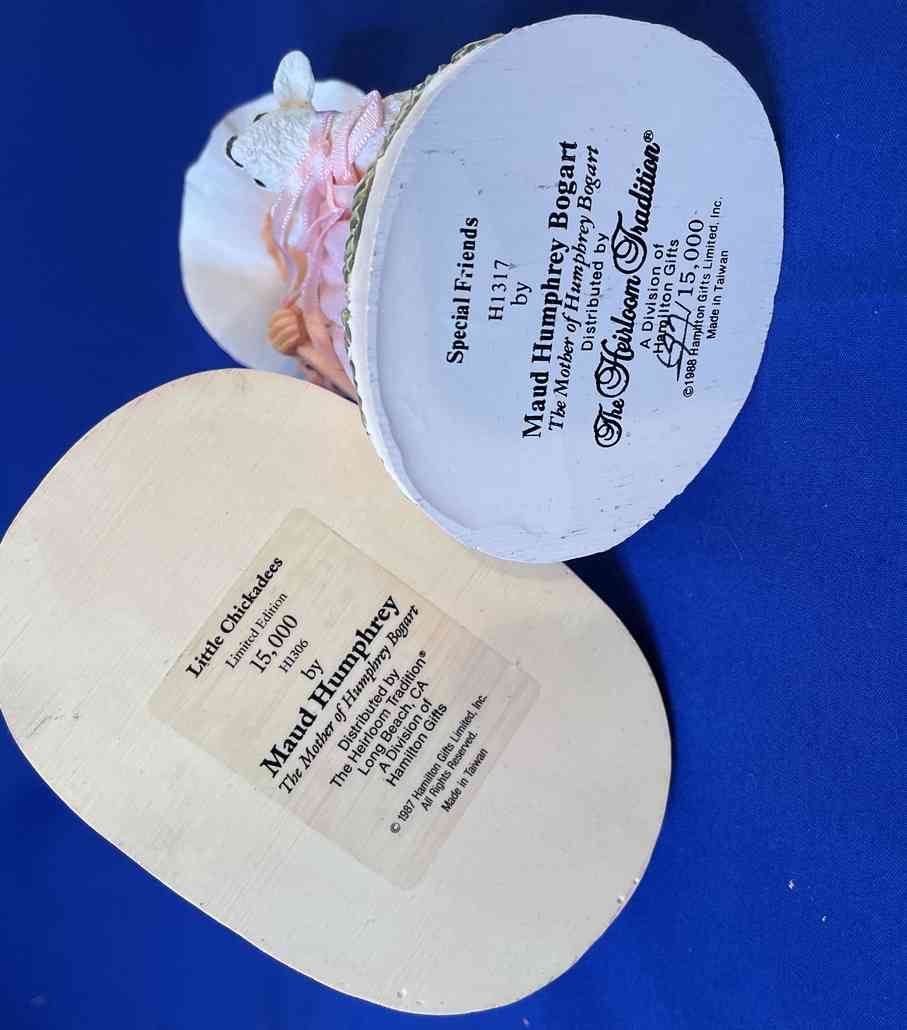 Special Friends
H1317
by
Maud Humphrey Bogart
The Mother of Humphrey Bogart
Distributed by
The Heirloom Tradition®
A Division of
Hamilton Gifts
/15,000
©1988 Hamilton Gifts Limited, Inc.
Made in Taiwan
Little Chickadees
Limited Edition
15,000
H1306
by
Maud Humphrey
The Mother of Humphrey Bogart
Distributed by
The Heirloom Tradition®
Long Beach, CA
A Division of
Hamilton Gifts
© 1987 Hamilton Gifts Limited, Inc.
All Rights Reserved.
Made in Taiwan